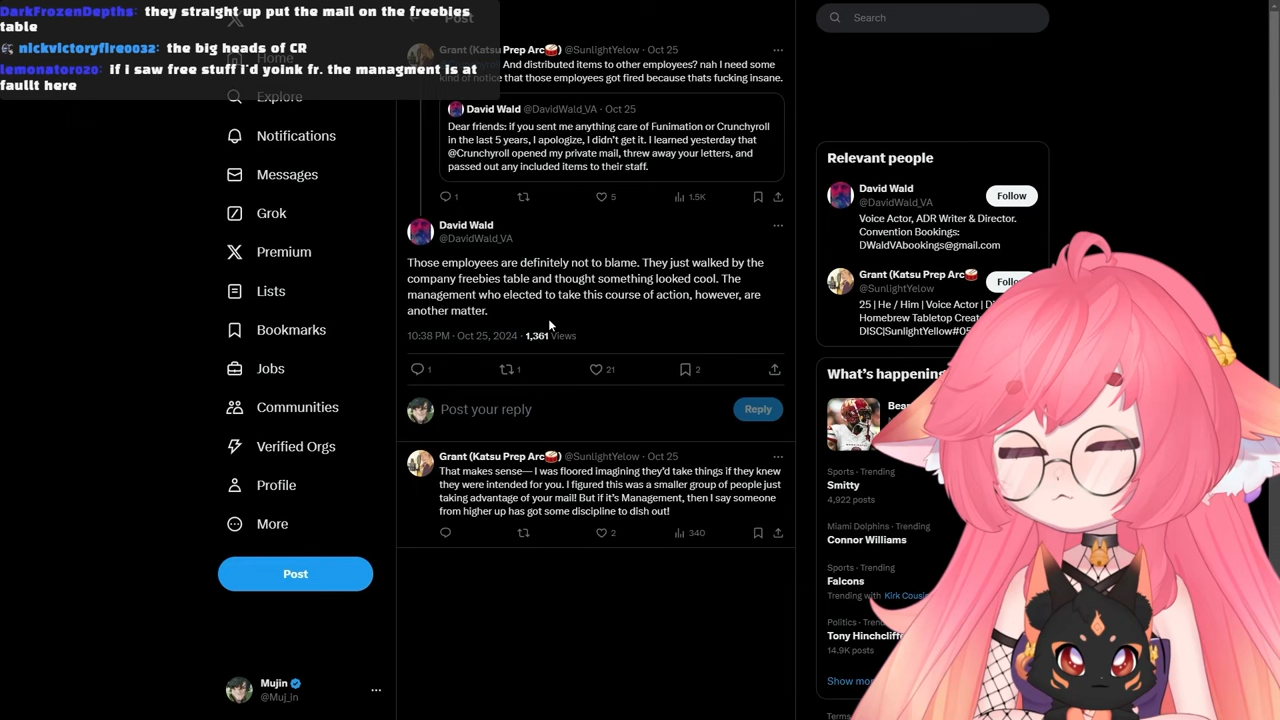 DarkFrozenDepths: they straight up put the mail on the freebies
table
nickvictoryfire0032: the big heads of CR
lemonator020: if i saw free stuff i'd yoink fr. the managment is at
faullt here
Home
Explore
Notifications
Messages
Grok
Premium
Lists
Bookmarks
Jobs
Communities
Verified Orgs
Profile
More
Post
Mujin
@Muj_in
Post
Grant (Katsu Prep Arc🥁) @SunlightYelow · Oct 25
And distributed items to other employees? nah I need some
kind of notice that those employees got fired because thats fucking insane.
David Wald @DavidWald_VA · Oct 25
Dear friends: if you sent me anything care of Funimation or Crunchyroll
in the last 5 years, I apologize, I didn't get it. I learned yesterday that
@Crunchyroll opened my private mail, threw away your letters, and
passed out any included items to their staff.
1 5 1.5K
David Wald
@DavidWald_VA
Those employees are definitely not to blame. They just walked by the
company freebies table and thought something looked cool. The
management who elected to take this course of action, however, are
another matter.
10:38 PM · Oct 25, 2024 · 1,361 Views
1 1 21 2
Post your reply
Reply
Grant (Katsu Prep Arc🥁) @SunlightYelow · Oct 25
That makes sense— I was floored imagining they'd take things if they knew
they were intended for you. I figured this was a smaller group of people just
taking advantage of your mail! But if it's Management, then I say someone
from higher up has got some discipline to dish out!
2 340
Search
Relevant people
David Wald
@DavidWald_VA
Follow
Voice Actor, ADR Writer & Director.
Convention Bookings:
DWaldVAbookings@gmail.com
Grant (Katsu Prep Arc🥁
@SunlightYelow
25 | He / Him | Voice Actor |
Homebrew Tabletop
DISC|SunlightYellow#05
What's happening
Sports · Trending
Smitty
4,922 posts
Miami Dolphins · Trending
Connor Williams
Sports · Trending
Falcons
Trending with Kirk
Politics ·
Tony
14.9K posts
Show
Terms